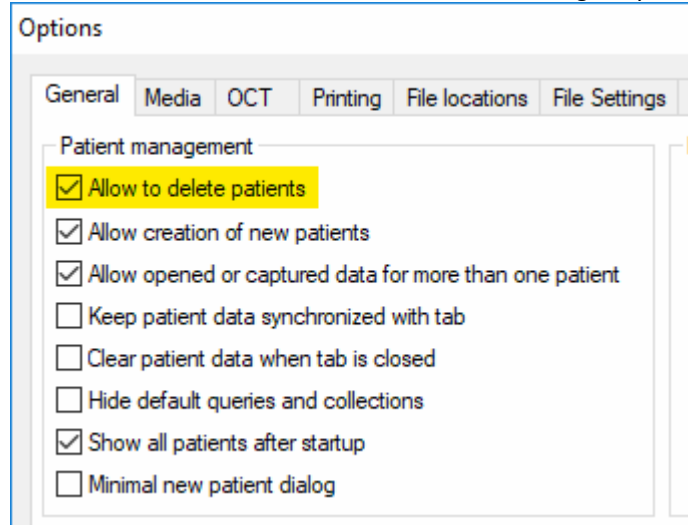 Options
General Media OCT Printing File locations File Settings
Patient management
Allow to delete patients
Allow creation of new patients
Allow opened or captured data for more than one patient
Keep patient data synchronized with tab
Clear patient data when tab is closed
Hide default queries and collections
Show all patients after startup
Minimal new patient dialog